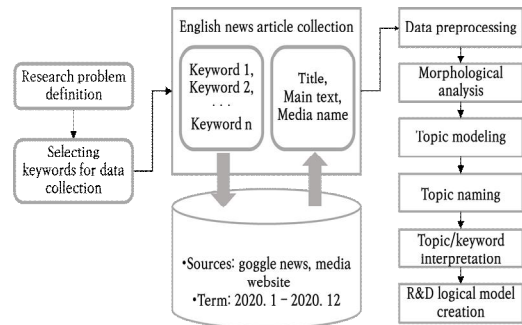 Research problem
definition
Selecting
keywords for data
collection
English news article collection
Keyword 1,
Keyword 2,
. . .
Keyword n
Title,
Main text,
Media name
•Sources: goggle news, media
website
•Term: 2020. 1 – 2020. 12
Data preprocessing
Morphological
analysis
Topic modeling
Topic naming
Topic/keyword
interpretation
R&D logical model
creation